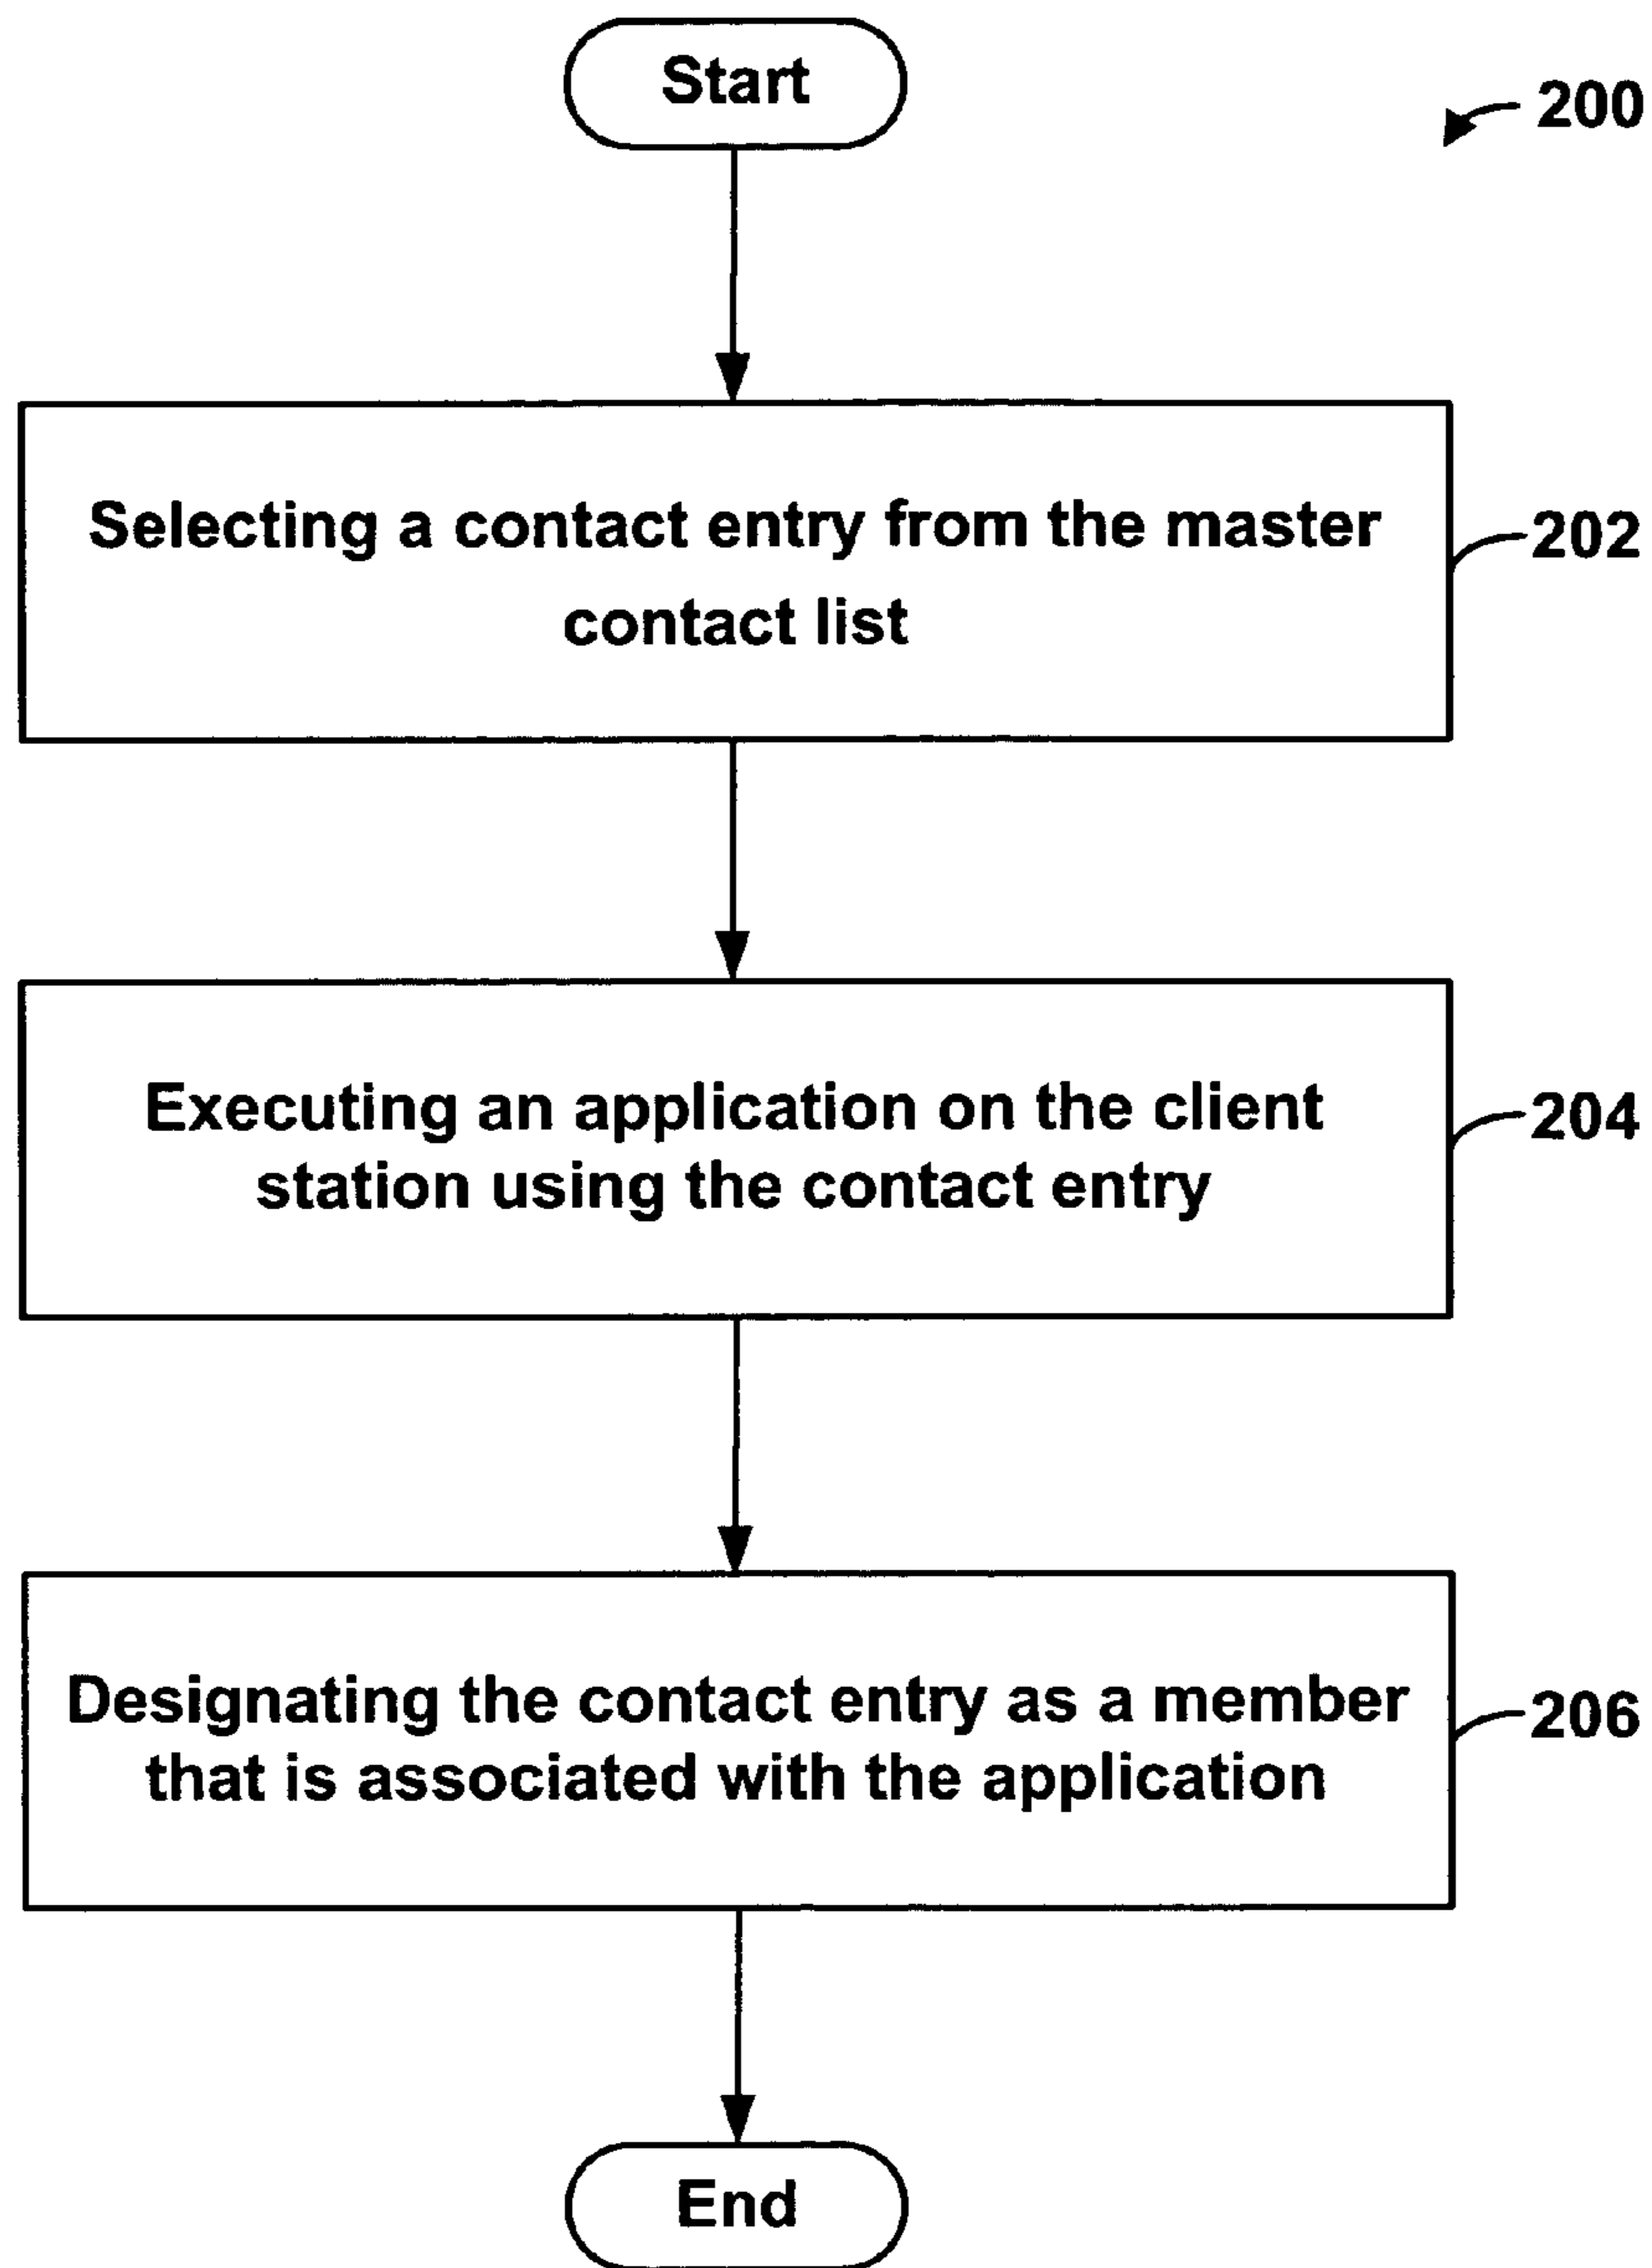 Start
200
Selecting a contact entry from the master
contact list
202
Executing an application on the client
station using the contact entry
204
Designating the contact entry as a member
that is associated with the application
206
End